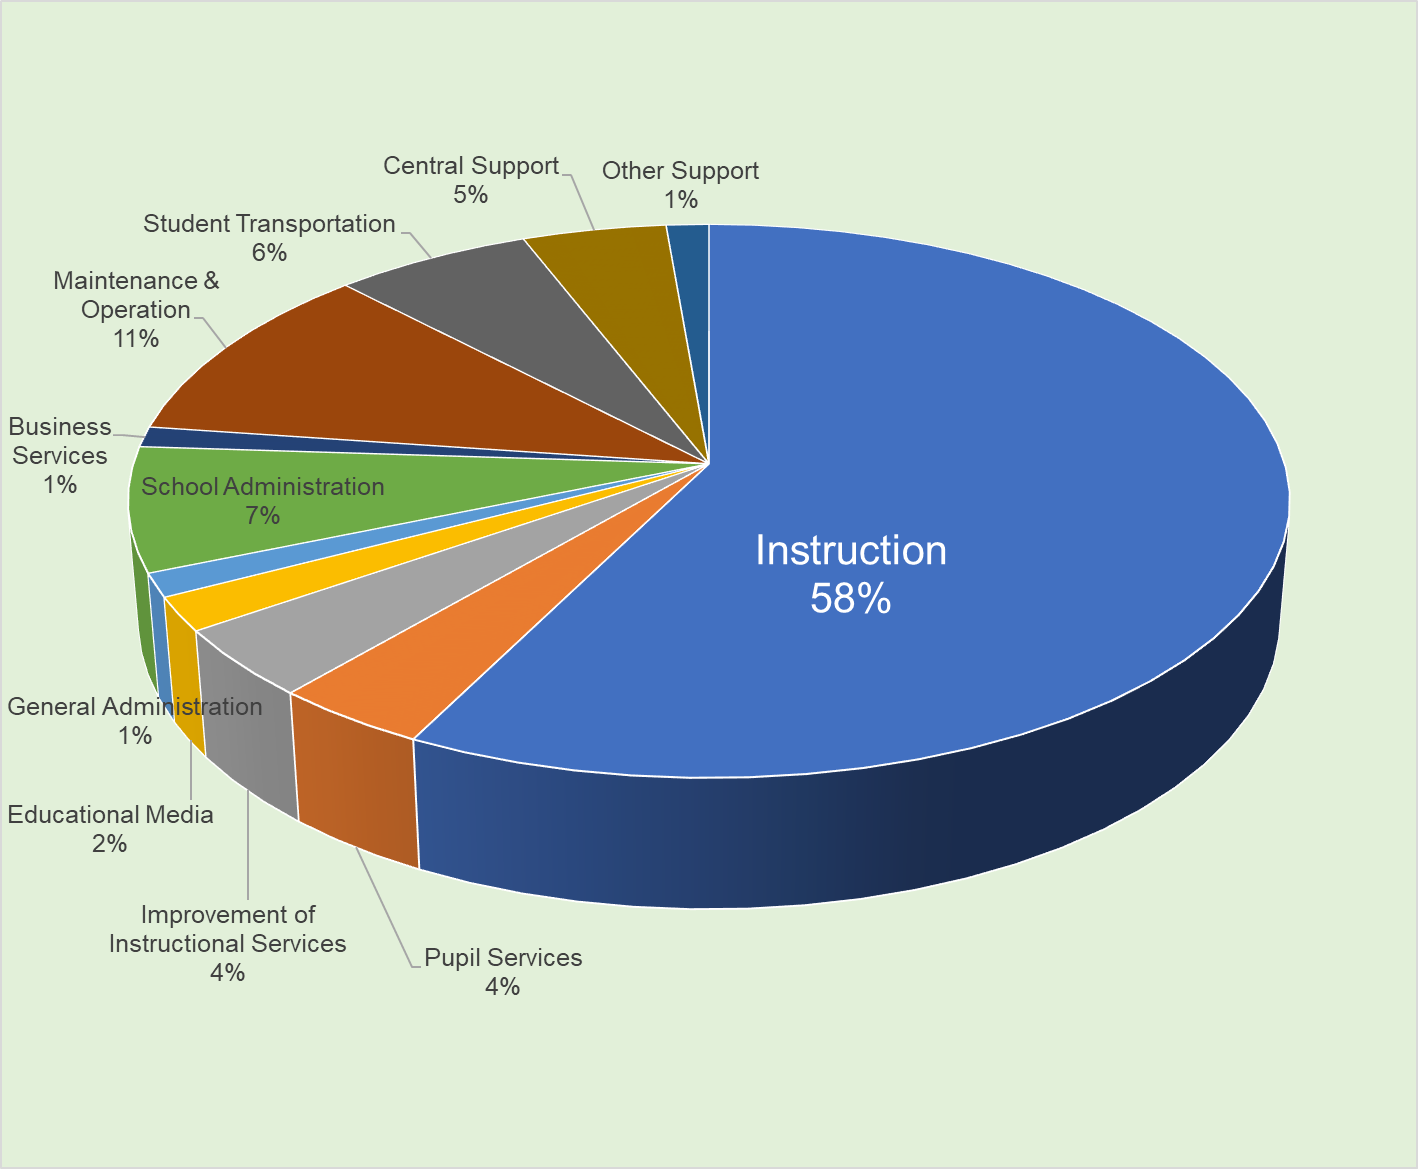 Central Support
5%
Other Support
1%
Student Transportation
6%
Maintenance &
Operation
11%
Business
Services
1%
School Administration
7%
Instruction
58%
General Administration
1%
Educational Media
2%
Improvement of
Instructional Services
4%
Pupil Services
4%